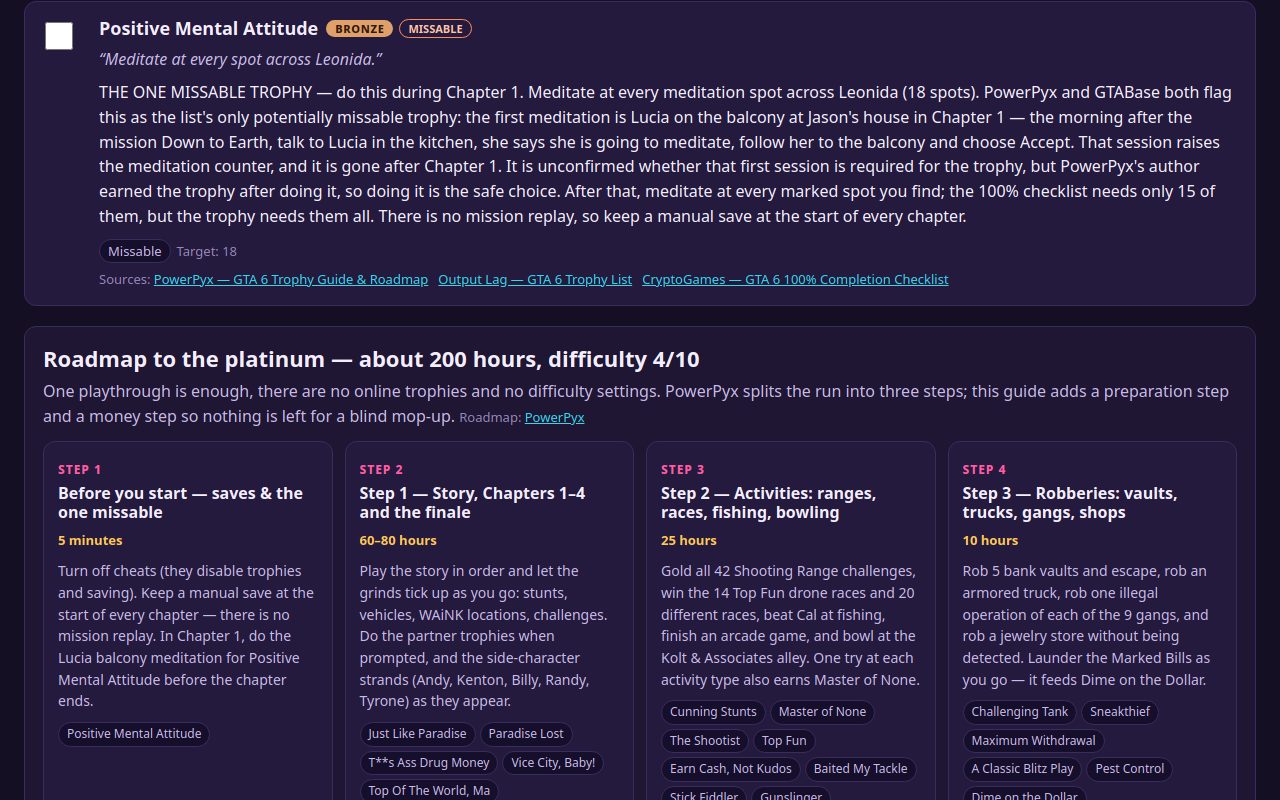 Positive Mental Attitude BRONZE MISSABLE
“Meditate at every spot across Leonida.”
THE ONE MISSABLE TROPHY — do this during Chapter 1. Meditate at every meditation spot across Leonida (18 spots). PowerPyx and GTABase both flag
this as the list's only potentially missable trophy: the first meditation is Lucia on the balcony at Jason's house in Chapter 1 — the morning after the
mission Down to Earth, talk to Lucia in the kitchen, she says she is going to meditate, follow her to the balcony and choose Accept. That session raises
the meditation counter, and it is gone after Chapter 1. It is unconfirmed whether that first session is required for the trophy, but PowerPyx's author
earned the trophy after doing it, so doing it is the safe choice. After that, meditate at every marked spot you find; the 100% checklist needs only 15 of
them, but the trophy needs them all. There is no mission replay, so keep a manual save at the start of every chapter.
Missable Target: 18
Sources: PowerPyx — GTA 6 Trophy Guide & Roadmap Output Lag — GTA 6 Trophy List CryptoGames — GTA 6 100% Completion Checklist
Roadmap to the platinum — about 200 hours, difficulty 4/10
One playthrough is enough, there are no online trophies and no difficulty settings. PowerPyx splits the run into three steps; this guide adds a preparation step
and a money step so nothing is left for a blind mop-up. Roadmap: PowerPyx
STEP 1
Before you start — saves & the
one missable
5 minutes
Turn off cheats (they disable trophies
and saving). Keep a manual save at the
start of every chapter — there is no
mission replay. In Chapter 1, do the
Lucia balcony meditation for Positive
Mental Attitude before the chapter
ends.
Positive Mental Attitude
STEP 2
Step 1 — Story, Chapters 1–4
and the finale
60–80 hours
Play the story in order and let the
grinds tick up as you go: stunts,
vehicles, WAiNK locations, challenges.
Do the partner trophies when
prompted, and the side-character
strands (Andy, Kenton, Billy, Randy,
Tyrone) as they appear.
Just Like Paradise Paradise Lost
T**s Ass Drug Money Vice City, Baby!
Top Of The World, Ma
STEP 3
Step 2 — Activities: ranges,
races, fishing, bowling
25 hours
Gold all 42 Shooting Range challenges,
win the 14 Top Fun drone races and 20
different races, beat Cal at fishing,
finish an arcade game, and bowl at the
Kolt & Associates alley. One try at each
activity type also earns Master of None.
Cunning Stunts Master of None
The Shootist Top Fun
Earn Cash, Not Kudos Baited My Tackle
Stick Fiddler Gunslinger
STEP 4
Step 3 — Robberies: vaults,
trucks, gangs, shops
10 hours
Rob 5 bank vaults and escape, rob an
armored truck, rob one illegal
operation of each of the 9 gangs, and
rob a jewelry store without being
detected. Launder the Marked Bills as
you go — it feeds Dime on the Dollar.
Challenging Tank Sneakthief
Maximum Withdrawal
A Classic Blitz Play Pest Control
Dime on the Dollar